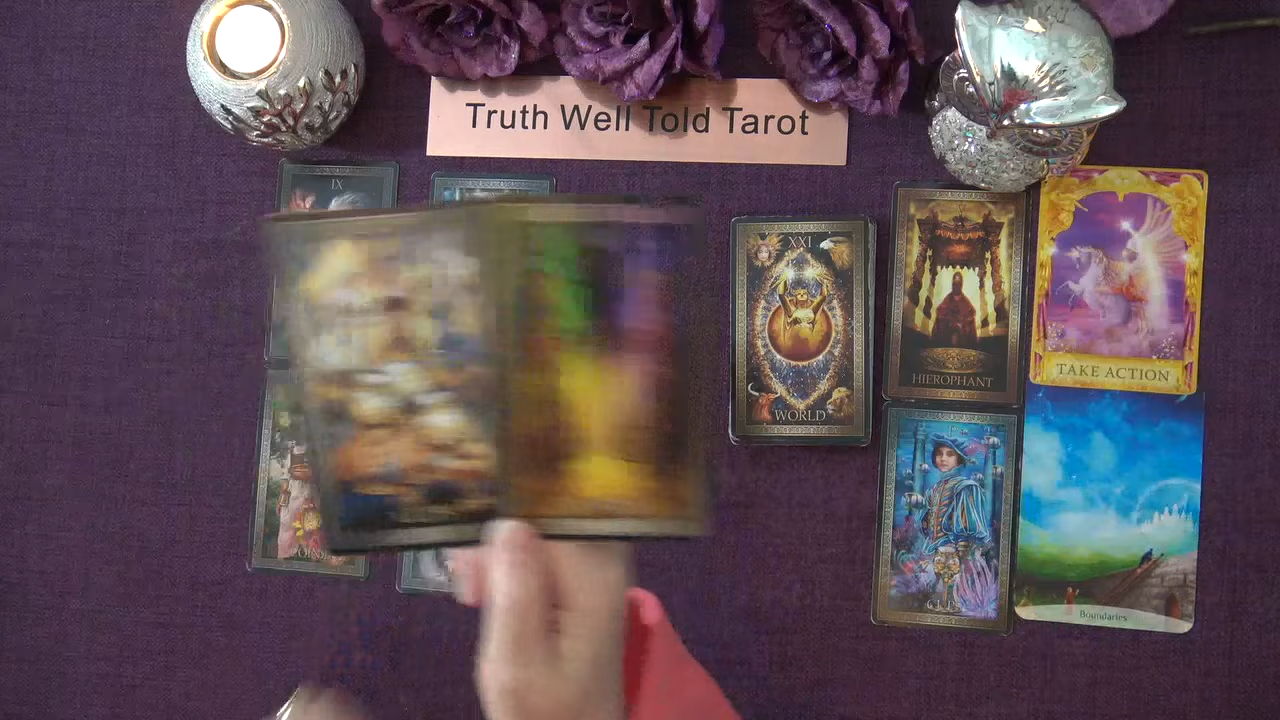 Truth Well Told Tarot
IX
XXI
WORLD
HIEROPHANT
TAKE ACTION
Boundaries